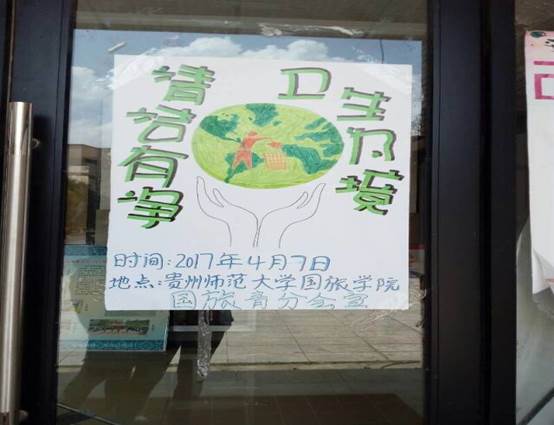 清洁有净
卫生环境
时间:2017年4月7日
地点:贵州师范大学国旅学院
国旅青分会宣